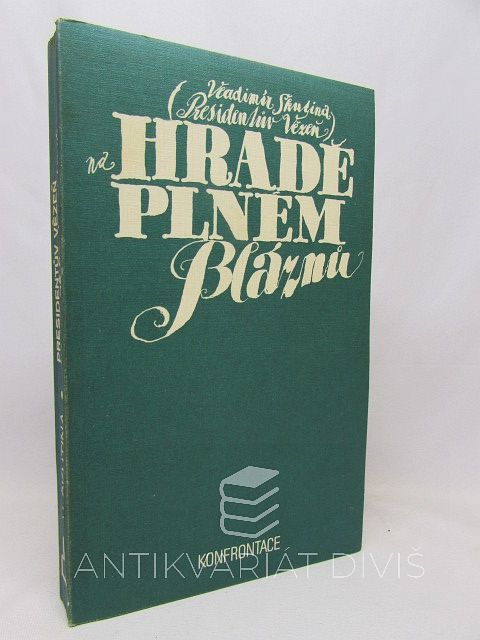 Vladimír Škutina
(Presidentův Vězeň)
na HRADĚ
PLNÉM
Bláznů
PRESIDENTŮV VĚZEŇ
KONFRONTACE
ANTIKVARIÁT DIVIŠ